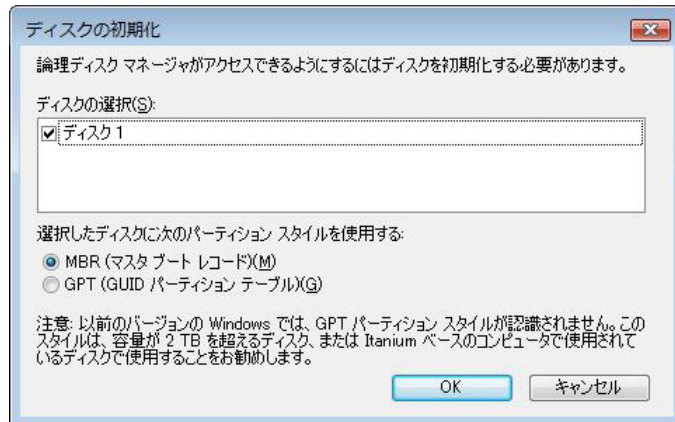 ディスクの初期化
論理ディスク マネージャがアクセスできるようにするにはディスクを初期化する必要があります。
ディスクの選択(S):
ディスク 1
選択したディスクに次のパーティション スタイルを使用する:
MBR (マスタ ブート レコード)(M)
GPT (GUID パーティション テーブル)(G)
注意: 以前のバージョンの Windows では、GPT パーティション スタイルが認識されません。この
スタイルは、容量が 2 TB を超えるディスク、または Itanium ベースのコンピュータで使用されて
いるディスクで使用することをお勧めします。
OK
キャンセル